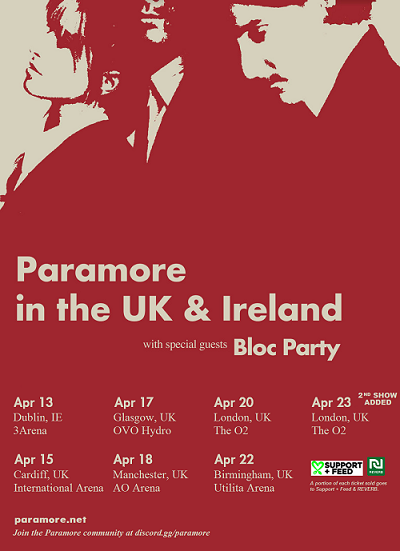 Paramore
in the UK & Ireland
with special guests Bloc Party
Apr 13
Dublin, IE
3Arena
Apr 17
Glasgow, UK
OVO Hydro
Apr 20
London, UK
The O2
Apr 23
2ND SHOW
ADDED
London, UK
The O2
Apr 15
Cardiff, UK
International Arena
Apr 18
Manchester, UK
AO Arena
Apr 22
Birmingham, UK
Utilita Arena
SUPPORT
+ FEED
REVERB
A portion of each ticket sold goes
to Support + Feed & REVERB.
paramore.net
Join the Paramore community at discord.gg/paramore